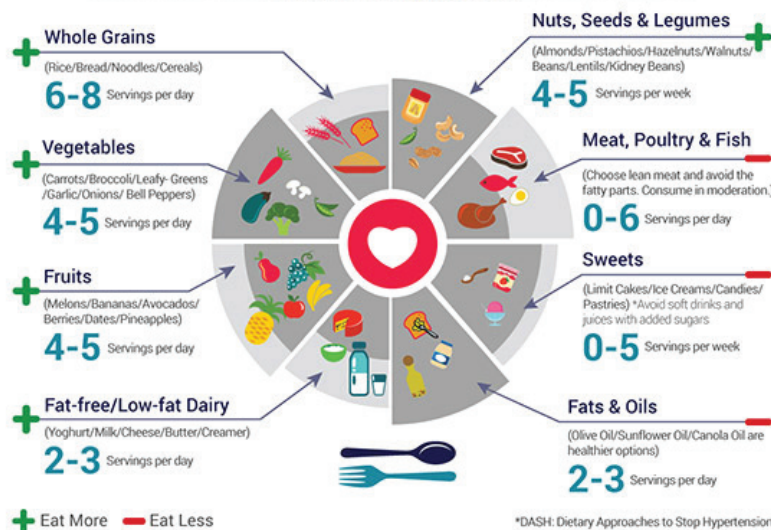 Whole Grains
(Rice/Bread/Noodles/Cereals)
6-8 Servings per day
Vegetables
(Carrots/Broccoli/Leafy- Greens
/Garlic/Onions/ Bell Peppers)
4-5 Servings per day
Fruits
(Melons/Bananas/Avocados/
Berries/Dates/Pineapples)
4-5 Servings per day
Fat-free/Low-fat Dairy
(Yoghurt/Milk/Cheese/Butter/Creamer)
2-3 Servings per day
Nuts, Seeds & Legumes
(Almonds/Pistachios/Hazelnuts/Walnuts/
Beans/Lentils/Kidney Beans)
4-5 Servings per week
Meat, Poultry & Fish
(Choose lean meat and avoid the
fatty parts. Consume in moderation.)
0-6 Servings per day
Sweets
(Limit Cakes/Ice Creams/Candies/
Pastries) *Avoid soft drinks and
juices with added sugars
0-5 Servings per week
Fats & Oils
(Olive Oil/Sunflower Oil/Canola Oil are
healthier options)
2-3 Servings per day
+ Eat More - Eat Less
*DASH: Dietary Approaches to Stop Hypertension